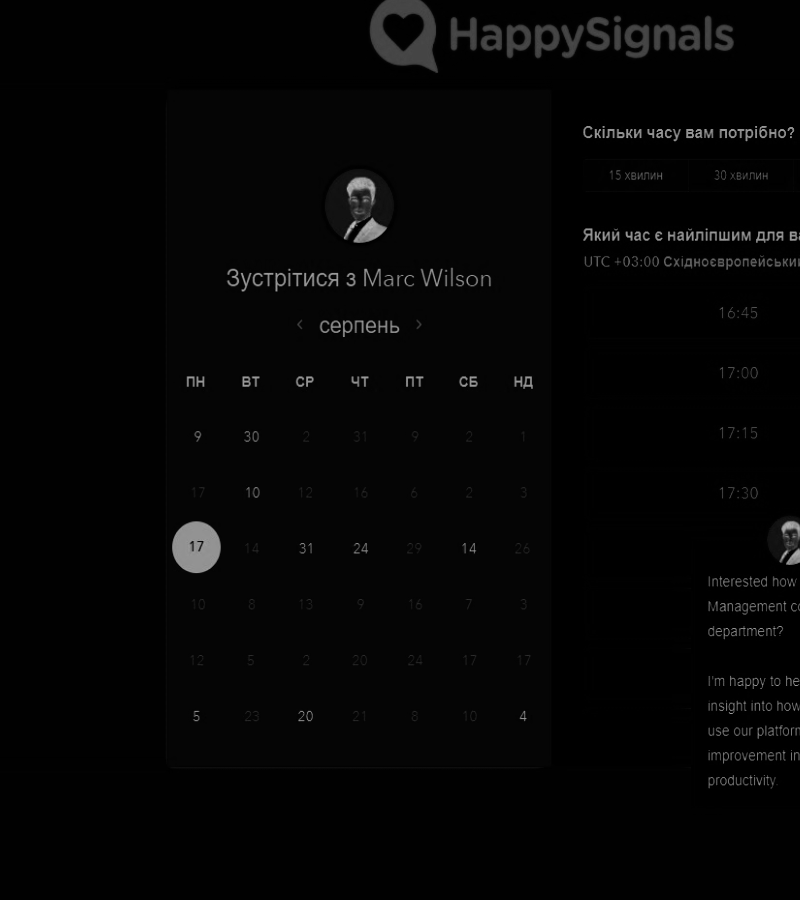 HappySignals
Зустрітися з Marc Wilson
серпень
ПН ВТ СР ЧТ ПТ СБ НД
9 30 2 31 9 2 1
17 10 12 16 6 2 3
17 14 31 24 29 14 26
10 8 13 9 16 7 3
12 5 2 20 24 17 17
5 23 20 21 8 10 4
Скільки часу вам потрібно?
15 хвилин 30 хвилин
Який час є найліпшим для ва
UTC +03:00 Східноєвропейський
16:45
17:00
17:15
17:30
Interested how
Management co
department?
I'm happy to he
insight into how
use our platform
improvement in
productivity.